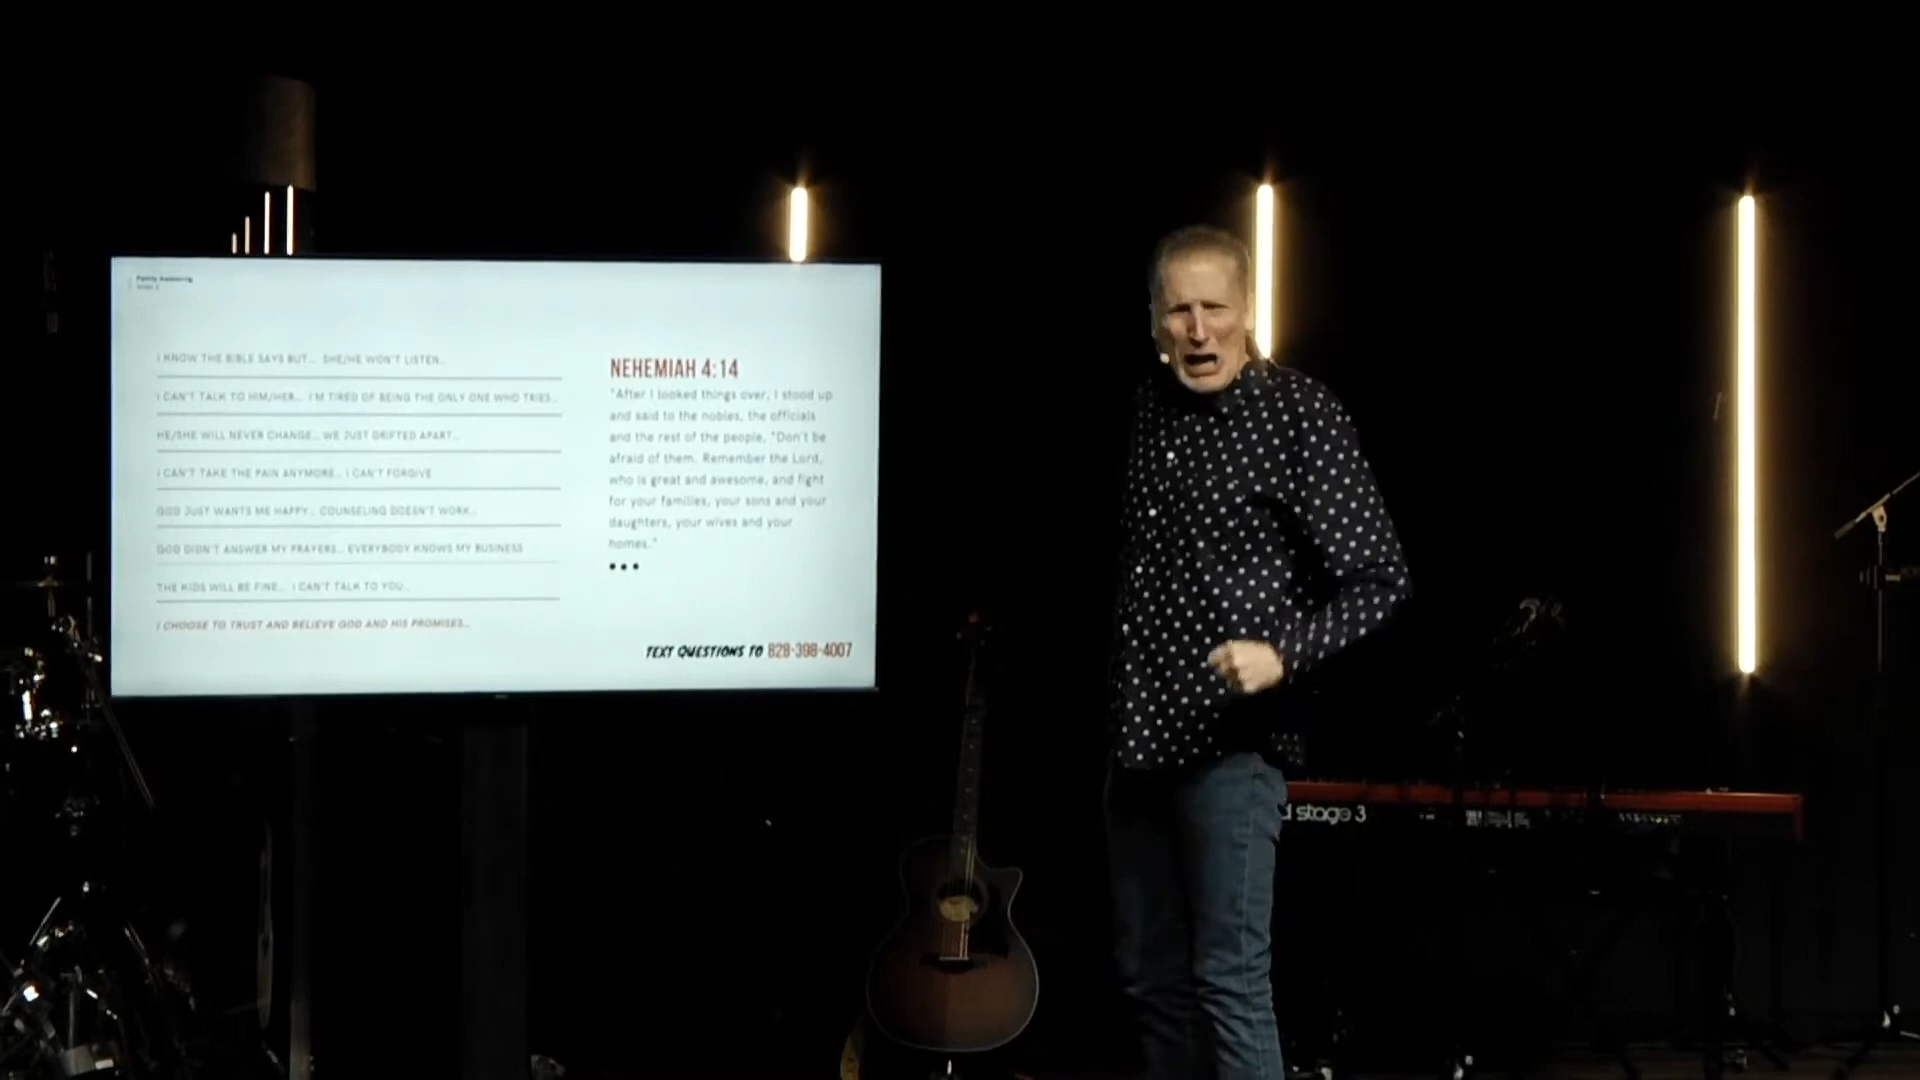 Family Awakening
I KNOW THE BIBLE SAYS BUT... SHE/HE WON'T LISTEN...
I CAN'T TALK TO HIM/HER... I'M TIRED OF BEING THE ONLY ONE WHO TRIES...
HE/SHE WILL NEVER CHANGE... WE JUST DRIFTED APART...
I CAN'T TAKE THE PAIN ANYMORE... I CAN'T FORGIVE
GOD JUST WANTS ME HAPPY... COUNSELING DOESN'T WORK...
GOD DIDN'T ANSWER MY PRAYERS... EVERYBODY KNOWS MY BUSINESS
THE KIDS WILL BE FINE... I CAN'T TALK TO YOU...
I CHOOSE TO TRUST AND BELIEVE GOD AND HIS PROMISES...
NEHEMIAH 4:14
"After I looked things over, I stood up
and said to the nobles, the officials
and the rest of the people, "Don't be
afraid of them. Remember the Lord,
who is great and awesome, and fight
for your families, your sons and your
daughters, your wives and your
homes."
•••
TEXT QUESTIONS TO 828-398-4007
d stage 3